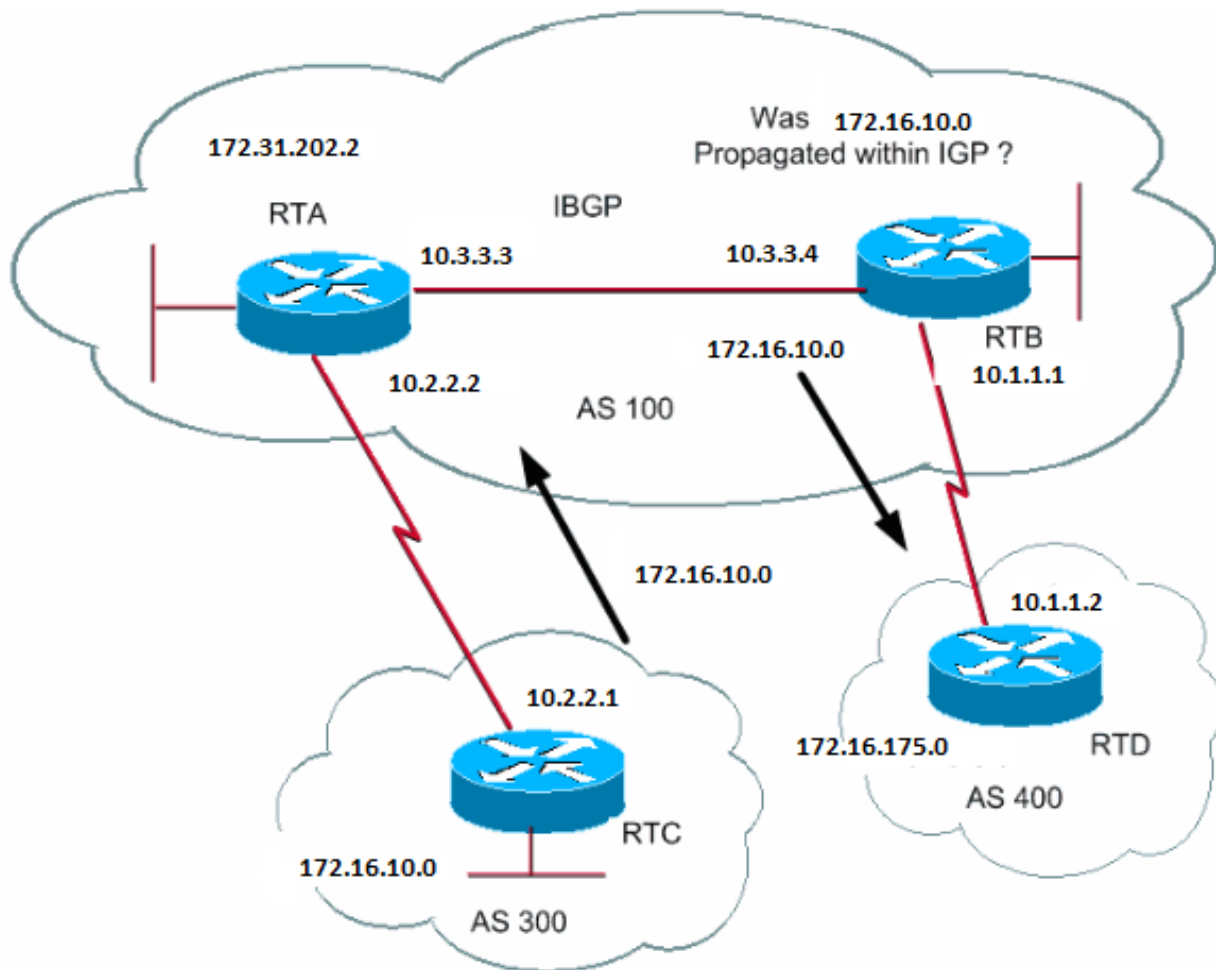 Was 172.16.10.0
Propagated within IGP ?
172.31.202.2
RTA
IBGP
10.3.3.3
10.3.3.4
RTB
172.16.10.0
10.1.1.1
10.2.2.2
AS 100
172.16.10.0
10.1.1.2
10.2.2.1
172.16.175.0
RTD
AS 400
RTC
172.16.10.0
AS 300